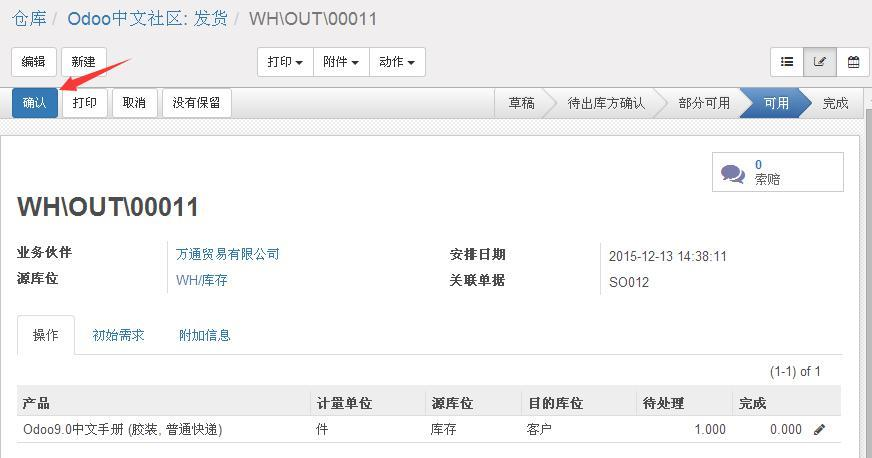 仓库 / Odoo中文社区: 发货 / WH\OUT\00011
编辑 新建 打印 附件 动作
确认 打印 取消 没有保留 草稿 待出库方确认 部分可用 可用 完成
0
索赔
WH\OUT\00011
业务伙伴 万通贸易有限公司 安排日期 2015-12-13 14:38:11
源库位 WH/库存 关联单据 SO012
操作 初始需求 附加信息
(1-1) of 1
产品 计量单位 源库位 目的库位 待处理 完成
Odoo9.0中文手册 (胶装, 普通快递) 件 库存 客户 1.000 0.000